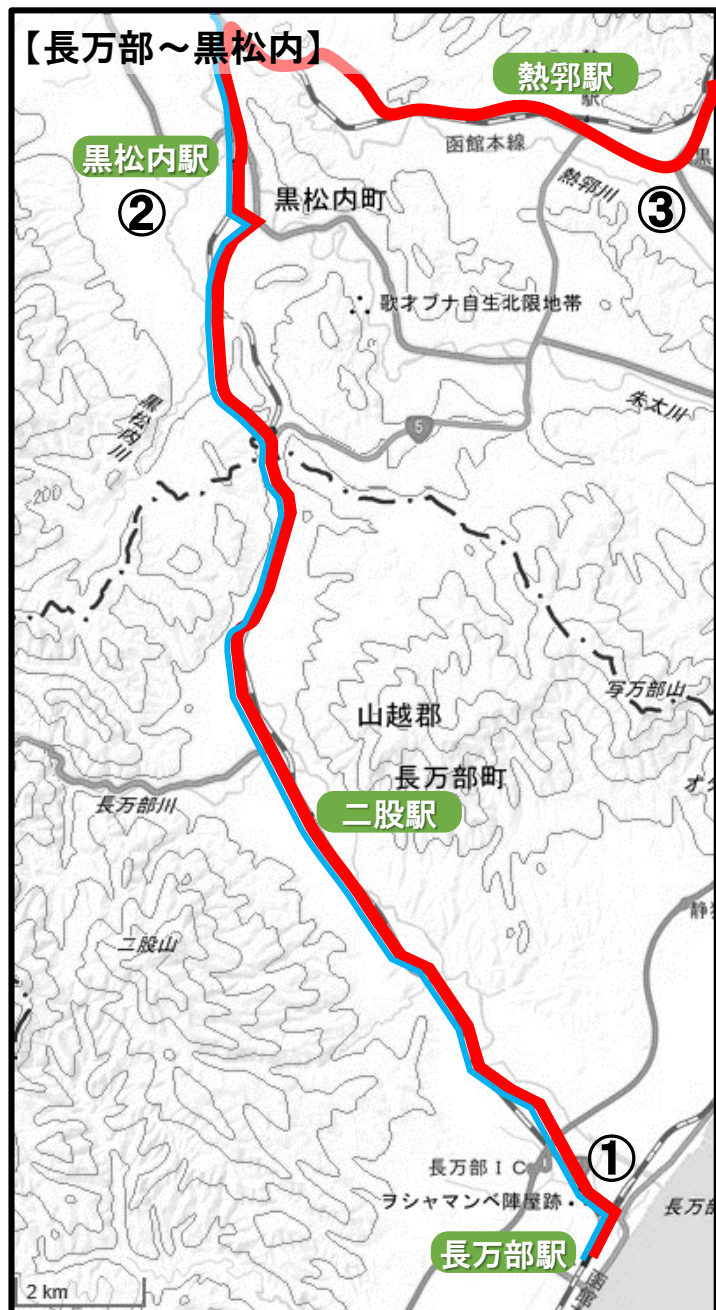 【長万部~黒松内】
熱郛駅
函館本線
黒松内駅
②
黒松内町
熱郛川
③
歌才ブナ自生北限地帯
黒松内川
5
朱太川
200
写万部山
山越郡
長万部町
長万部川
二股駅
二股山
①
長万部IC
ヲシャマンベ陣屋跡
長万部駅
2 km